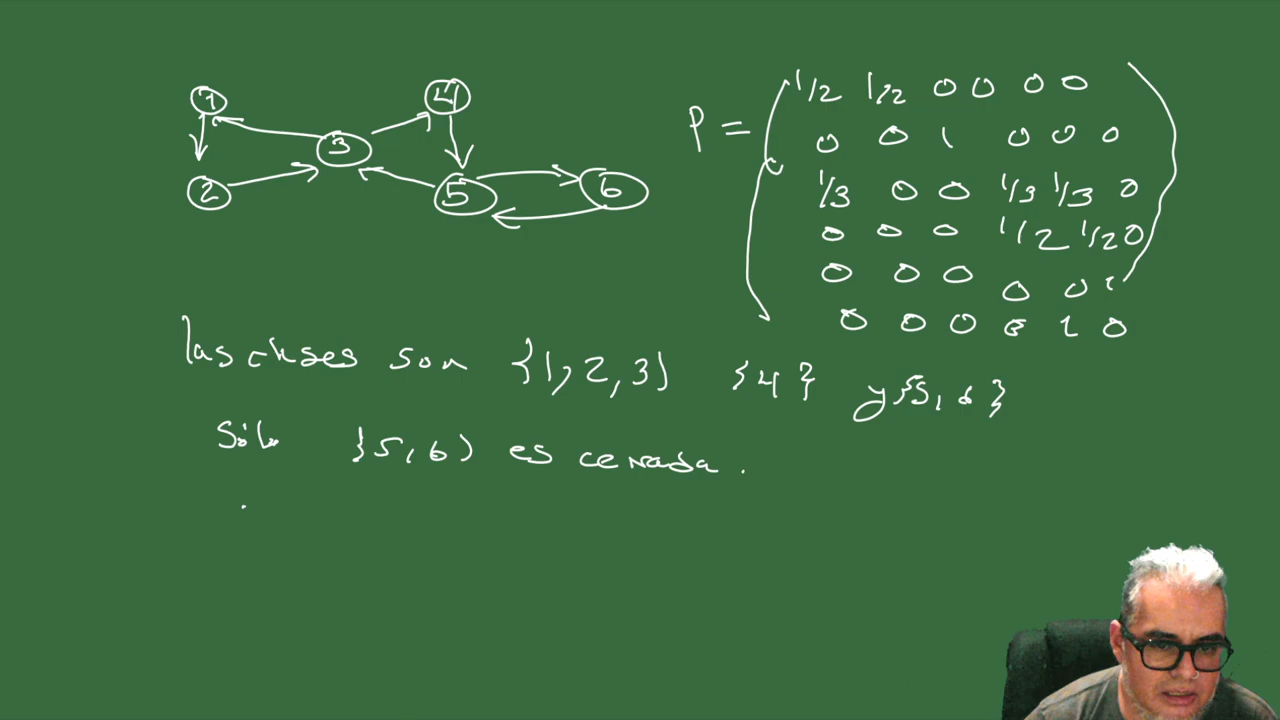 1 4
3
2 5 6
P =
1/2 1/2 0 0 0 0
0 0 1 0 0 0
1/3 0 0 1/3 1/3 0
0 0 0 1/2 1/2 0
0 0 0 0 0 1
0 0 0 0 1 0
las clases son {1,2,3} {4} y {5,6}
Sólo {5,6} es cerrada.